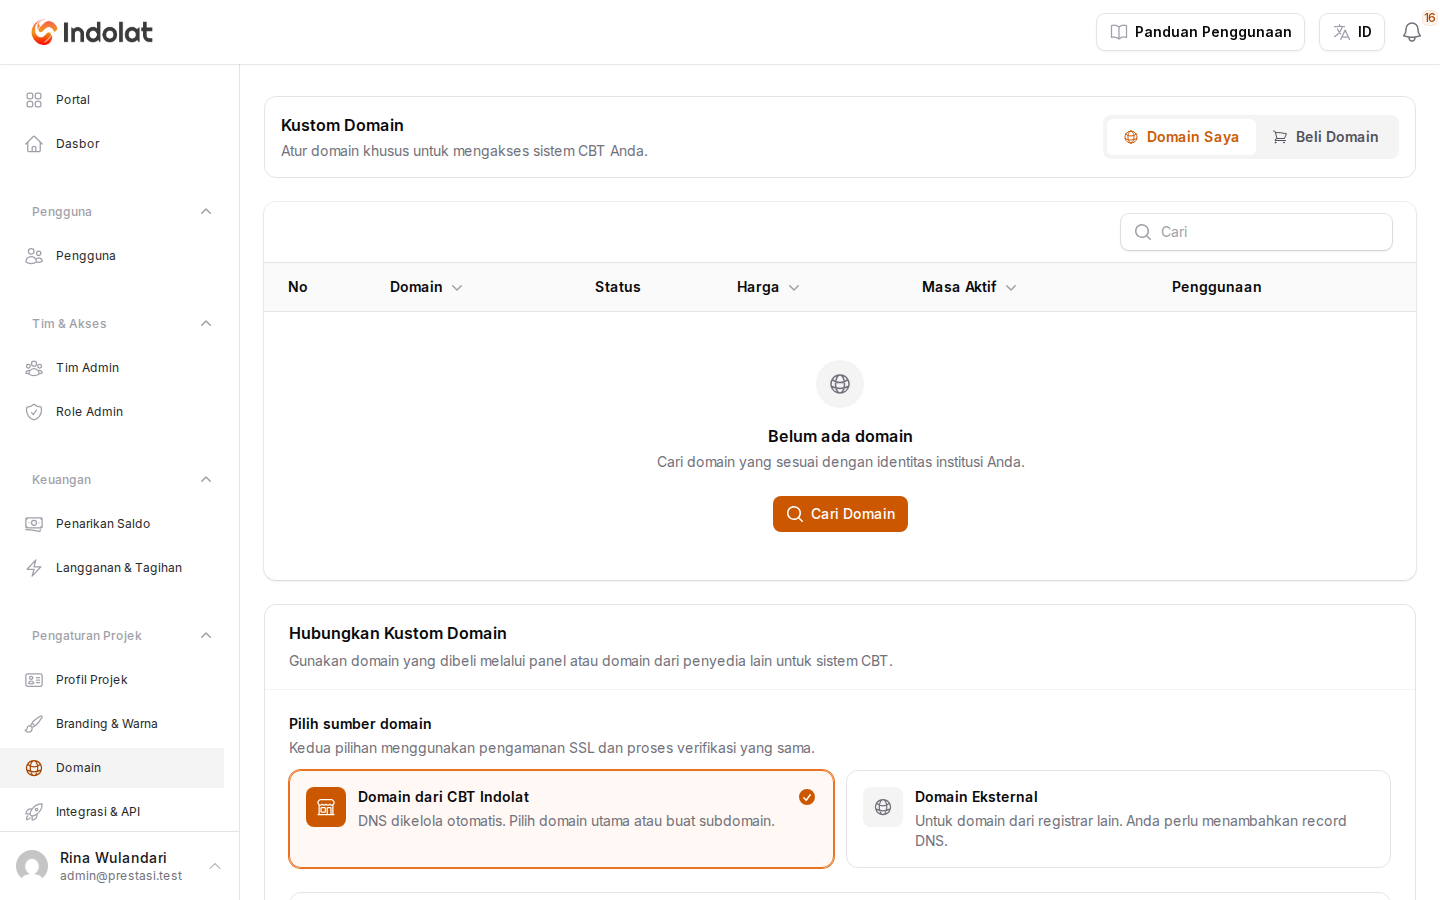 Indolat
Panduan Penggunaan
ID
16
Portal
Dasbor
Pengguna
Pengguna
Tim & Akses
Tim Admin
Role Admin
Keuangan
Penarikan Saldo
Langganan & Tagihan
Pengaturan Projek
Profil Projek
Branding & Warna
Domain
Integrasi & API
Rina Wulandari
admin@prestasi.test
Kustom Domain
Atur domain khusus untuk mengakses sistem CBT Anda.
Domain Saya
Beli Domain
Cari
No
Domain
Status
Harga
Masa Aktif
Penggunaan
Belum ada domain
Cari domain yang sesuai dengan identitas institusi Anda.
Cari Domain
Hubungkan Kustom Domain
Gunakan domain yang dibeli melalui panel atau domain dari penyedia lain untuk sistem CBT.
Pilih sumber domain
Kedua pilihan menggunakan pengamanan SSL dan proses verifikasi yang sama.
Domain dari CBT Indolat
DNS dikelola otomatis. Pilih domain utama atau buat subdomain.
Domain Eksternal
Untuk domain dari registrar lain. Anda perlu menambahkan record
DNS.